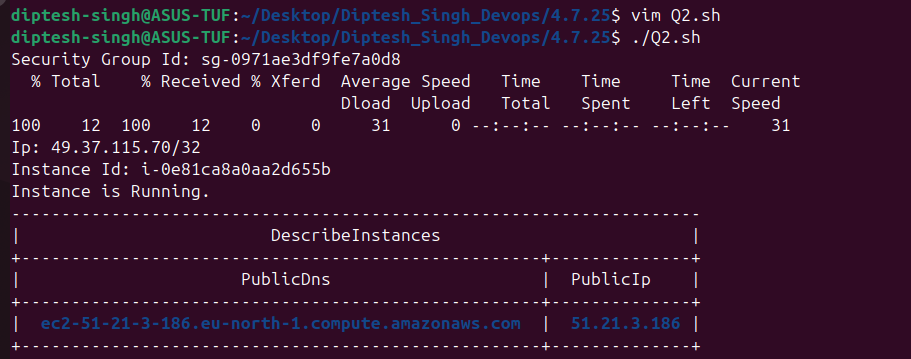 diptesh-singh@ASUS-TUF:~/Desktop/Diptesh_Singh_Devops/4.7.25$ vim Q2.sh
diptesh-singh@ASUS-TUF:~/Desktop/Diptesh_Singh_Devops/4.7.25$ ./Q2.sh
Security Group Id: sg-0971ae3df9fe7a0d8
  % Total    % Received % Xferd  Average Speed   Time    Time     Time  Current
                                 Dload  Upload   Total   Spent    Left  Speed
100    12  100    12    0     0     31      0 --:--:-- --:--:-- --:--:--    31
Ip: 49.37.115.70/32
Instance Id: i-0e81ca8a0aa2d655b
Instance is Running.
--------------------------------------------------------------------
|                         DescribeInstances                        |
+---------------------------------------------------+--------------+
|                      PublicDns                    |  PublicIp    |
+---------------------------------------------------+--------------+
|  ec2-51-21-3-186.eu-north-1.compute.amazonaws.com  |  51.21.3.186 |
+---------------------------------------------------+--------------+